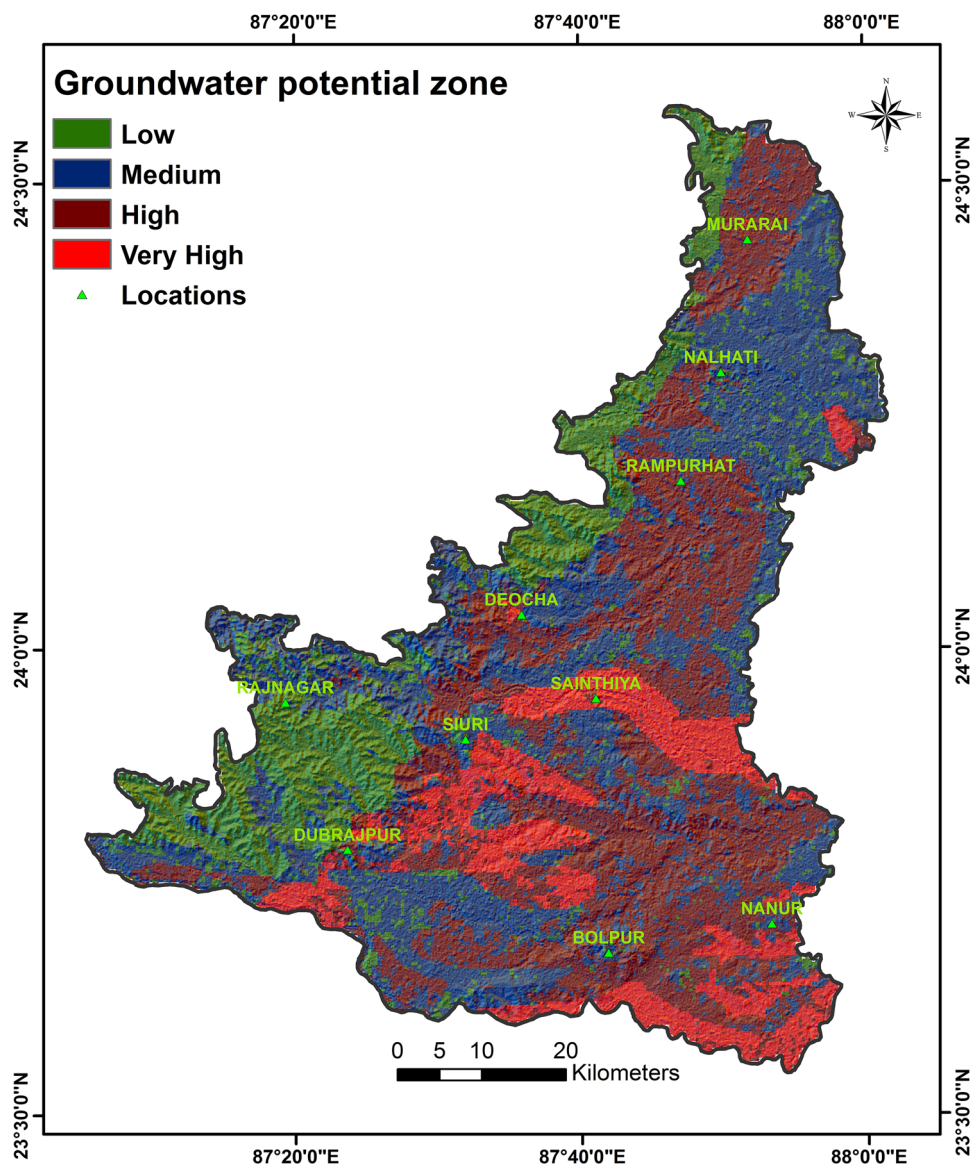 87°20'0"E 87°40'0"E 88°0'0"E
Groundwater potential zone
Low
Medium
High
Very High
Locations
N
W E
S
24°30'0"N 24°30'0"N
MURARAI
NALHATI
RAMPURHAT
DEOCHA
24°0'0"N 24°0'0"N
SAINTHIYA
RAJNAGAR
SIURI
DUBRAJPUR
NANUR
BOLPUR
0 5 10 20
Kilometers
23°30'0"N 23°30'0"N
87°20'0"E 87°40'0"E 88°0'0"E